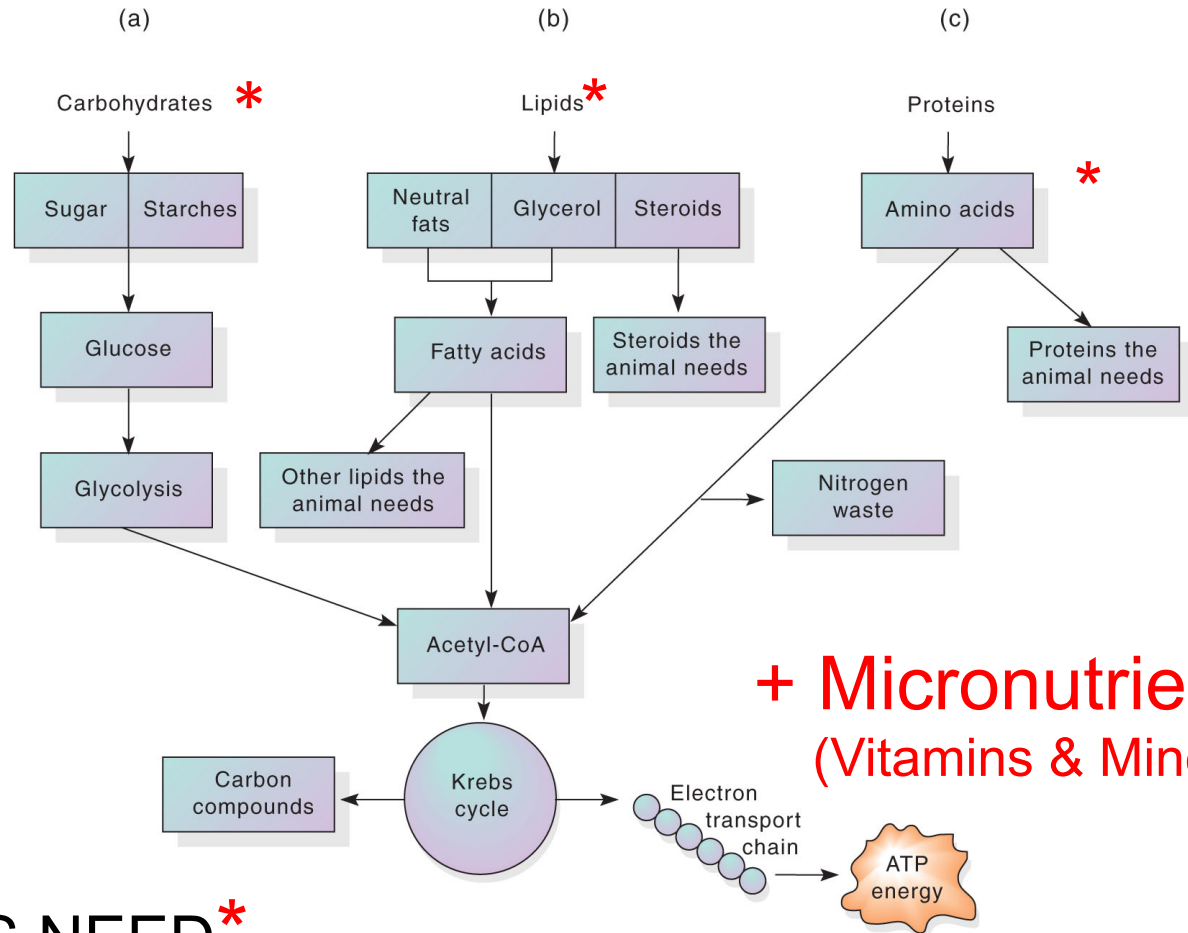 (a)
(b)
(c)
Carbohydrates *
Lipids*
Proteins
Sugar
Starches
Neutral
fats
Glycerol
Steroids
Amino acids
*
Glucose
Fatty acids
Steroids the
animal needs
Proteins the
animal needs
Glycolysis
Other lipids the
animal needs
Nitrogen
waste
Acetyl-CoA
+ Micronutrie
(Vitamins & Min
Carbon
compounds
Krebs
cycle
Electron
transport
chain
ATP
energy
NEED*